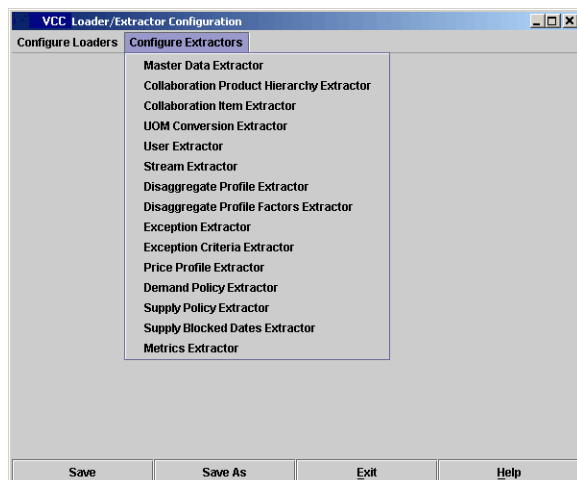 VCC Loader/Extractor Configuration
Configure Loaders Configure Extractors
Master Data Extractor
Collaboration Product Hierarchy Extractor
Collaboration Item Extractor
UOM Conversion Extractor
User Extractor
Stream Extractor
Disaggregate Profile Extractor
Disaggregate Profile Factors Extractor
Exception Extractor
Exception Criteria Extractor
Price Profile Extractor
Demand Policy Extractor
Supply Policy Extractor
Supply Blocked Dates Extractor
Metrics Extractor
Save Save As Exit Help